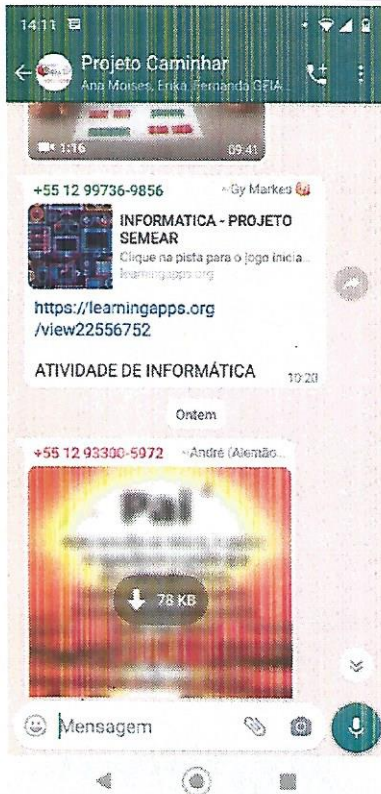 14:11
Projeto Caminhar
Ana Moises, Erika, Fernanda GEIA...
1:16 09:41
+55 12 99736-9856 ~Gy Markes
INFORMATICA - PROJETO
SEMEAR
Clique na pista para o jogo inicia...
learningapps.org
https://learningapps.org
/view22556752
ATIVIDADE DE INFORMÁTICA 10:20
Ontem
+55 12 93300-5972 ~André (Alemão...
Pai
78 KB
Mensagem